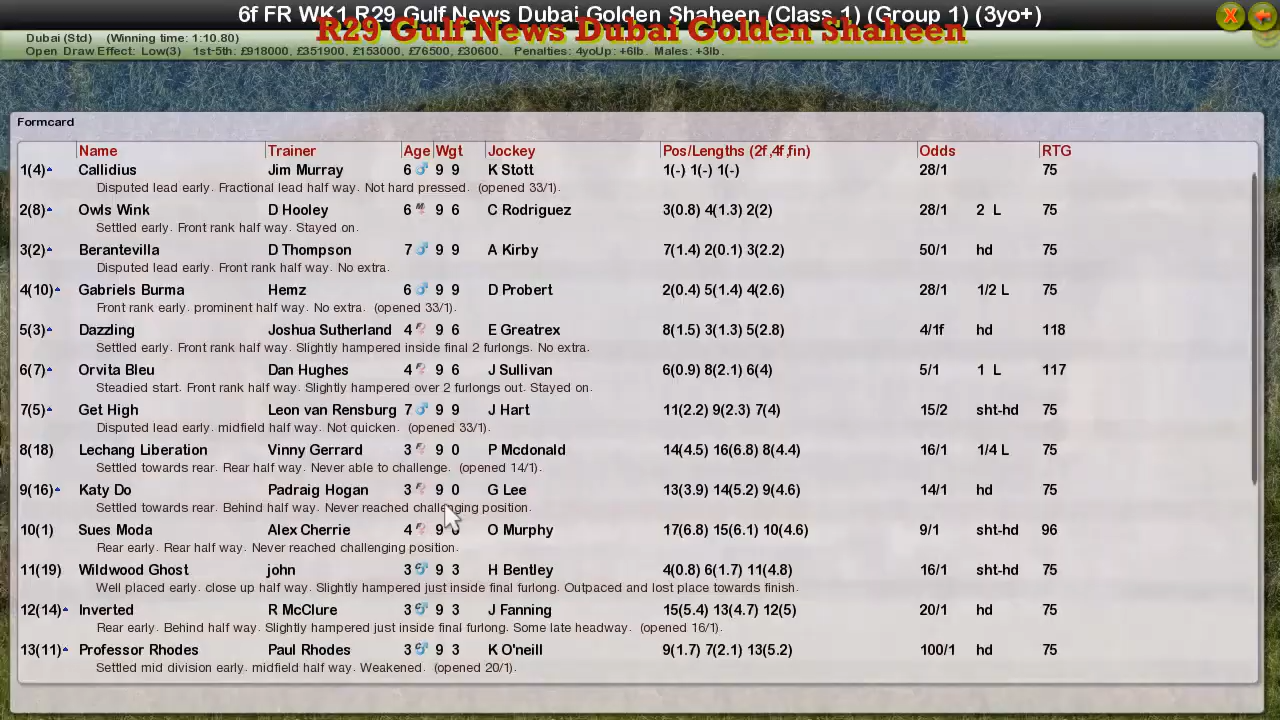 6f FR WK1 R29 Gulf News Dubai Golden Shaheen (Class 1) (Group 1) (3yo+)
R29 Gulf News Dubai Golden Shaheen
Dubai (Std) (Winning time: 1:10.80)
Open Draw Effect: Low(3) 1st-5th: £918000, £351900, £153000, £76500, £30600. Penalties: 4yoUp: +6lb. Males: +3lb.
Formcard
Name Trainer Age Wgt Jockey Pos/Lengths (2f,4f,fin) Odds RTG
1(4) Callidius Jim Murray 6 9 9 K Stott 1(-) 1(-) 1(-) 28/1 75
Disputed lead early. Fractional lead half way. Not hard pressed. (opened 33/1).
2(8) Owls Wink D Hooley 6 9 6 C Rodriguez 3(0.8) 4(1.3) 2(2) 28/1 2 L 75
Settled early. Front rank half way. Stayed on.
3(2) Berantevilla D Thompson 7 9 9 A Kirby 7(1.4) 2(0.1) 3(2.2) 50/1 hd 75
Disputed lead early. Front rank half way. No extra.
4(10) Gabriels Burma Hemz 6 9 9 D Probert 2(0.4) 5(1.4) 4(2.6) 28/1 1/2 L 75
Front rank early. prominent half way. No extra. (opened 33/1).
5(3) Dazzling Joshua Sutherland 4 9 6 E Greatrex 8(1.5) 3(1.3) 5(2.8) 4/1f hd 118
Settled early. Front rank half way. Slightly hampered inside final 2 furlongs. No extra.
6(7) Orvita Bleu Dan Hughes 4 9 6 J Sullivan 6(0.9) 8(2.1) 6(4) 5/1 1 L 117
Steadied start. Front rank half way. Slightly hampered over 2 furlongs out. Stayed on.
7(5) Get High Leon van Rensburg 7 9 9 J Hart 11(2.2) 9(2.3) 7(4) 15/2 sht-hd 75
Disputed lead early. midfield half way. Not quicken. (opened 33/1).
8(18) Lechang Liberation Vinny Gerrard 3 9 0 P Mcdonald 14(4.5) 16(6.8) 8(4.4) 16/1 1/4 L 75
Settled towards rear. Rear half way. Never able to challenge. (opened 14/1).
9(16) Katy Do Padraig Hogan 3 9 0 G Lee 13(3.9) 14(5.2) 9(4.6) 14/1 hd 75
Settled towards rear. Behind half way. Never reached challenging position.
10(1) Sues Moda Alex Cherrie 4 9 O Murphy 17(6.8) 15(6.1) 10(4.6) 9/1 sht-hd 96
Rear early. Rear half way. Never reached challenging position.
11(19) Wildwood Ghost john 3 9 3 H Bentley 4(0.8) 6(1.7) 11(4.8) 16/1 sht-hd 75
Well placed early. close up half way. Slightly hampered just inside final furlong. Outpaced and lost place towards finish.
12(14) Inverted R McClure 3 9 3 J Fanning 15(5.4) 13(4.7) 12(5) 20/1 hd 75
Rear early. Behind half way. Slightly hampered just inside final furlong. Some late headway. (opened 16/1).
13(11) Professor Rhodes Paul Rhodes 3 9 3 K O'neill 9(1.7) 7(2.1) 13(5.2) 100/1 hd 75
Settled mid division early. midfield half way. Weakened. (opened 20/1).